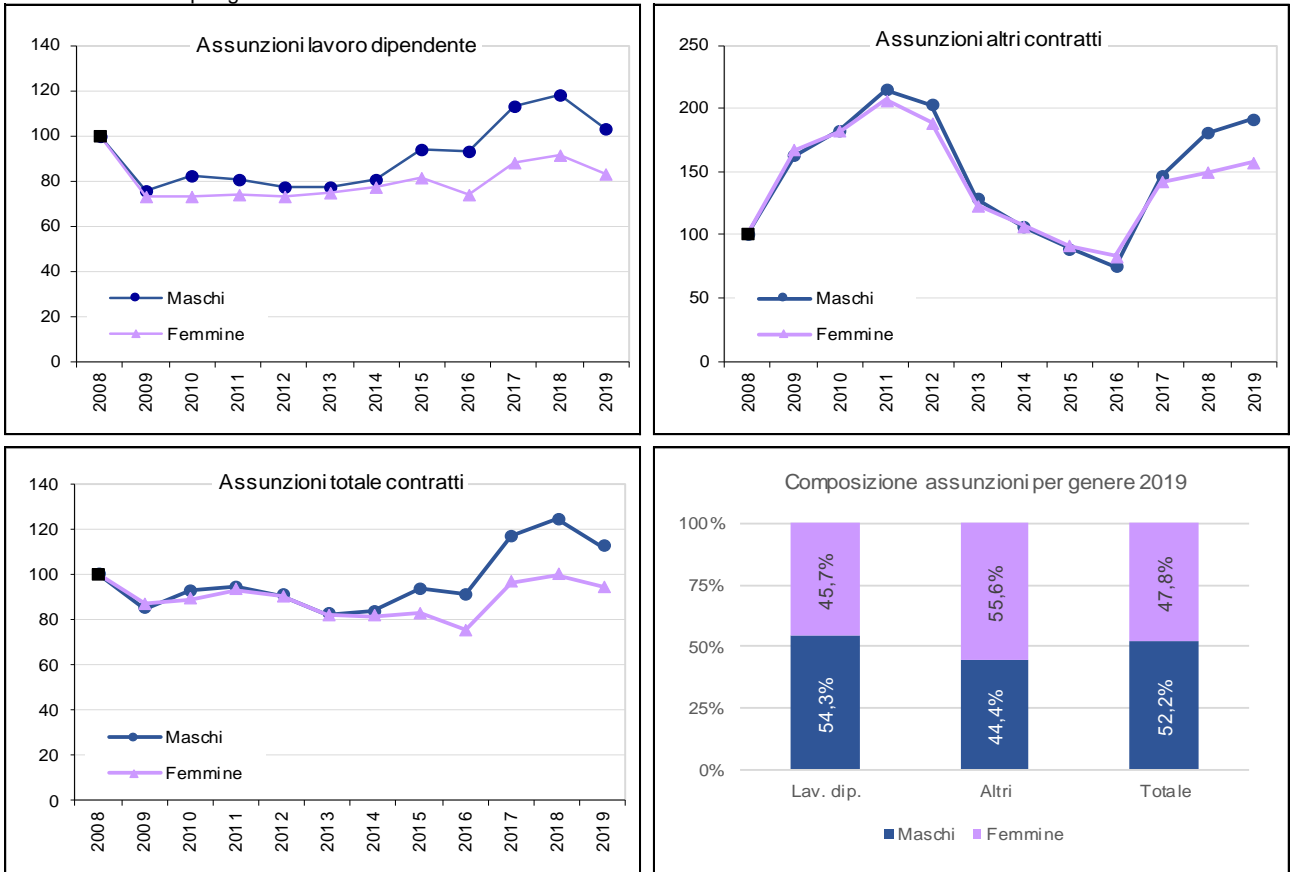 Assunzioni lavoro dipendente
140
120
100
80
60
40
20
0
Maschi
Femmine
2008 2009 2010 2011 2012 2013 2014 2015 2016 2017 2018 2019
Assunzioni altri contratti
250
200
150
100
50
0
Maschi
Femmine
2008 2009 2010 2011 2012 2013 2014 2015 2016 2017 2018 2019
Assunzioni totale contratti
140
120
100
80
60
40
20
0
Maschi
Femmine
2008 2009 2010 2011 2012 2013 2014 2015 2016 2017 2018 2019
Composizione assunzioni per genere 2019
100%
75%
50%
25%
0%
45,7% 55,6% 47,8%
54,3% 44,4% 52,2%
Lav. dip. Altri Totale
Maschi Femmine